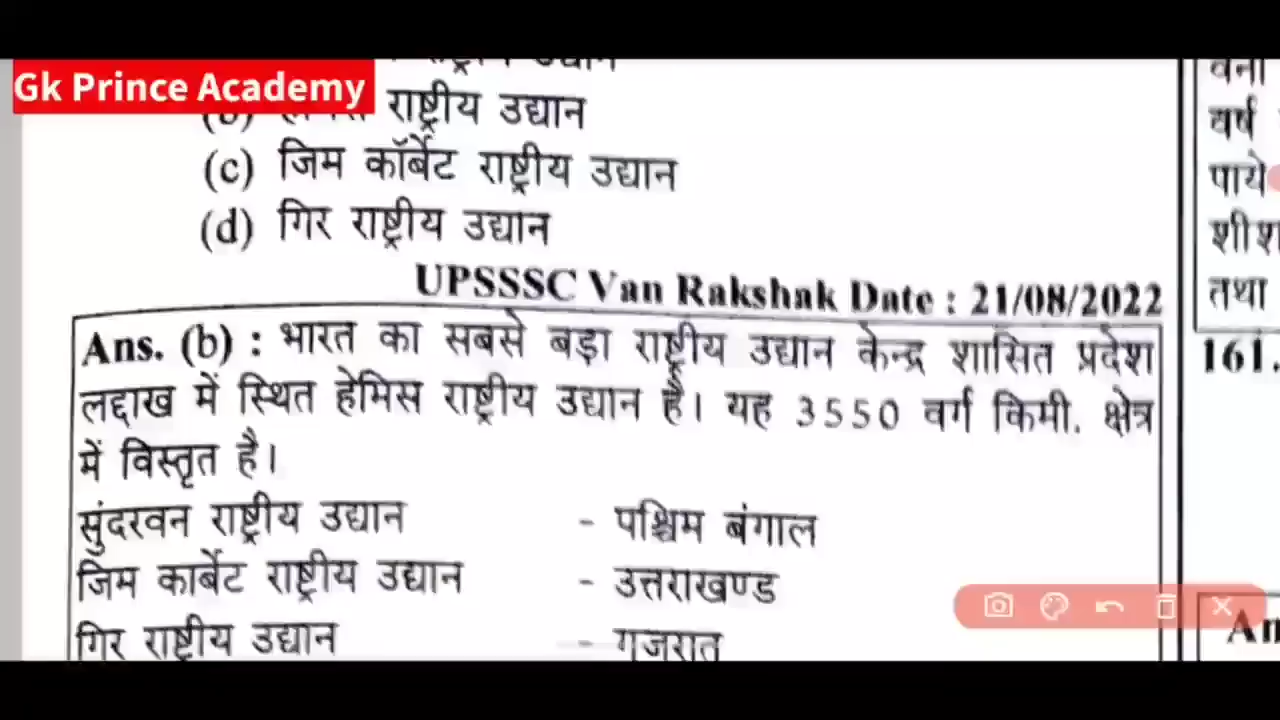 Gk Prince Academy
राष्ट्रीय उद्यान
(c) जिम कॉर्बेट राष्ट्रीय उद्यान
(d) गिर राष्ट्रीय उद्यान
UPSSSC Van Rakshak Date : 21/08/2022
Ans. (b) : भारत का सबसे बड़ा राष्ट्रीय उद्यान केन्द्र शासित प्रदेश
लद्दाख में स्थित हेमिस राष्ट्रीय उद्यान है। यह 3550 वर्ग किमी. क्षेत्र
में विस्तृत है।
सुंदरवन राष्ट्रीय उद्यान - पश्चिम बंगाल
जिम कार्बेट राष्ट्रीय उद्यान - उत्तराखण्ड
गिर राष्ट्रीय उद्यान - गुजरात
वर्ष
पाये
तथा
161.